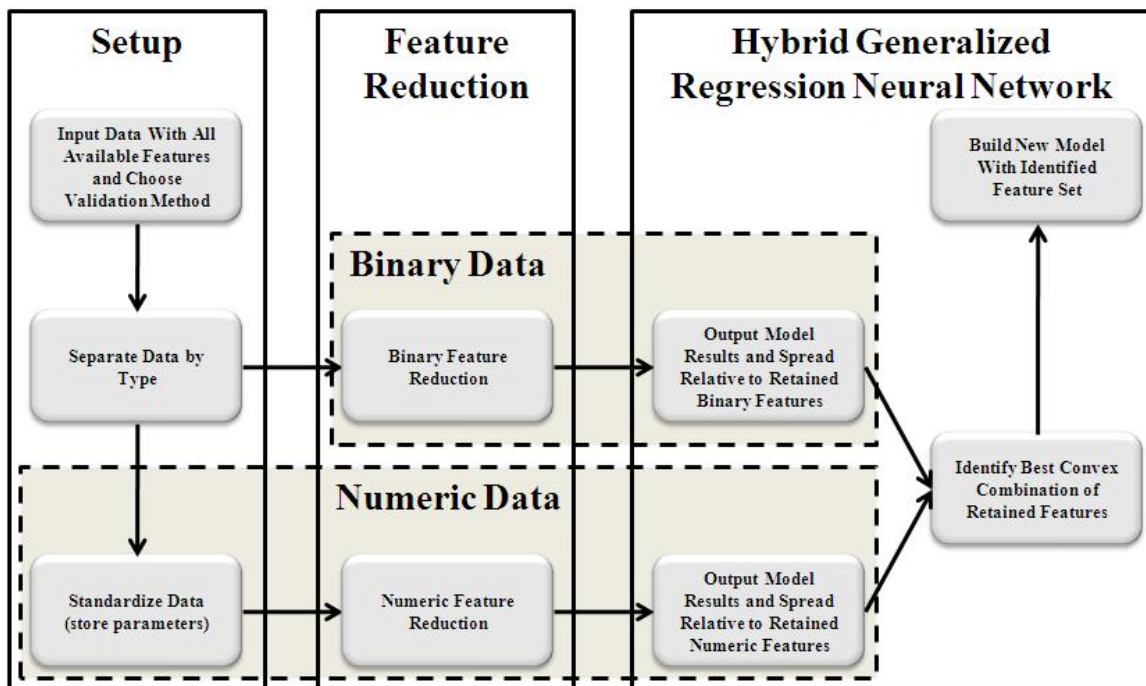 Setup
Feature
Reduction
Hybrid Generalized
Regression Neural Network
Input Data With All
Available Features
and Choose
Validation Method
Build New Model
With Identified
Feature Set
Binary Data
Separate Data by
Type
Binary Feature
Reduction
Output Model
Results and Spread
Relative to Retained
Binary Features
Identify Best Convex
Combination of
Retained Features
Numeric Data
Standardize Data
(store parameters)
Numeric Feature
Reduction
Output Model
Results and Spread
Relative to Retained
Numeric Features